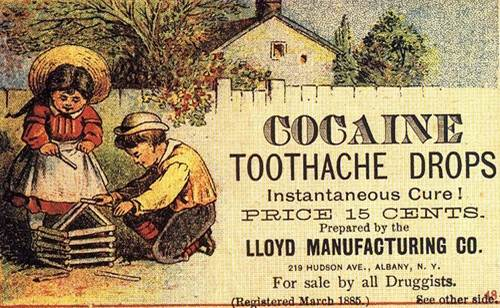 COCAINE
TOOTHACHE DROPS
Instantaneous Cure!
PRICE 15 CENTS.
Prepared by the
LLOYD MANUFACTURING CO.
219 HUDSON AVE., ALBANY, N. Y.
For sale by all Druggists.
(Registered March 1885.) See other side.